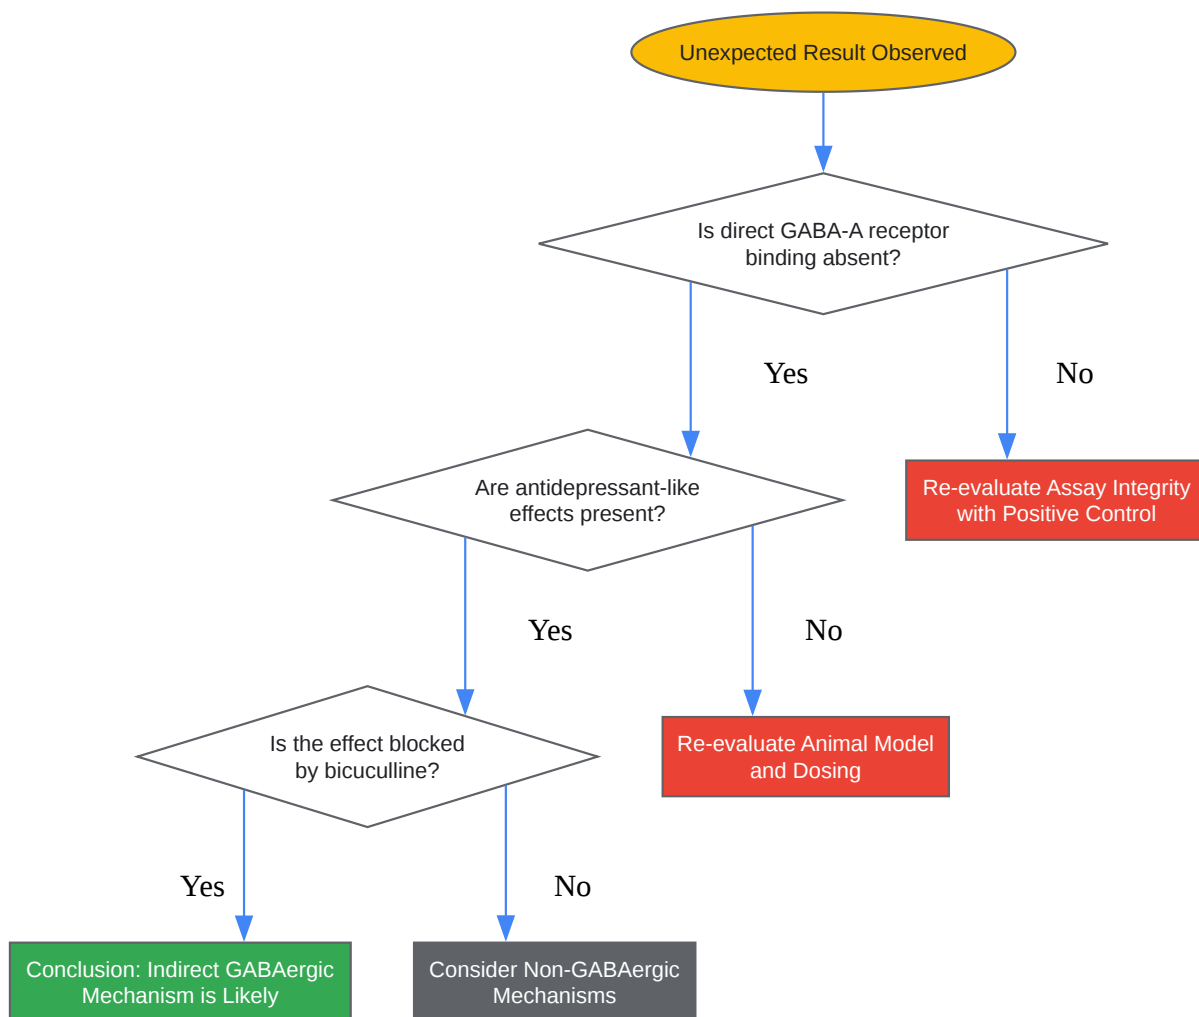 Unexpected Result Observed
Is direct GABA-A receptor
binding absent?
Yes
No
Are antidepressant-like
effects present?
Re-evaluate Assay Integrity
with Positive Control
Yes
No
Is the effect blocked
by bicuculline?
Re-evaluate Animal Model
and Dosing
Yes
No
Conclusion: Indirect GABAergic
Mechanism is Likely
Consider Non-GABAergic
Mechanisms